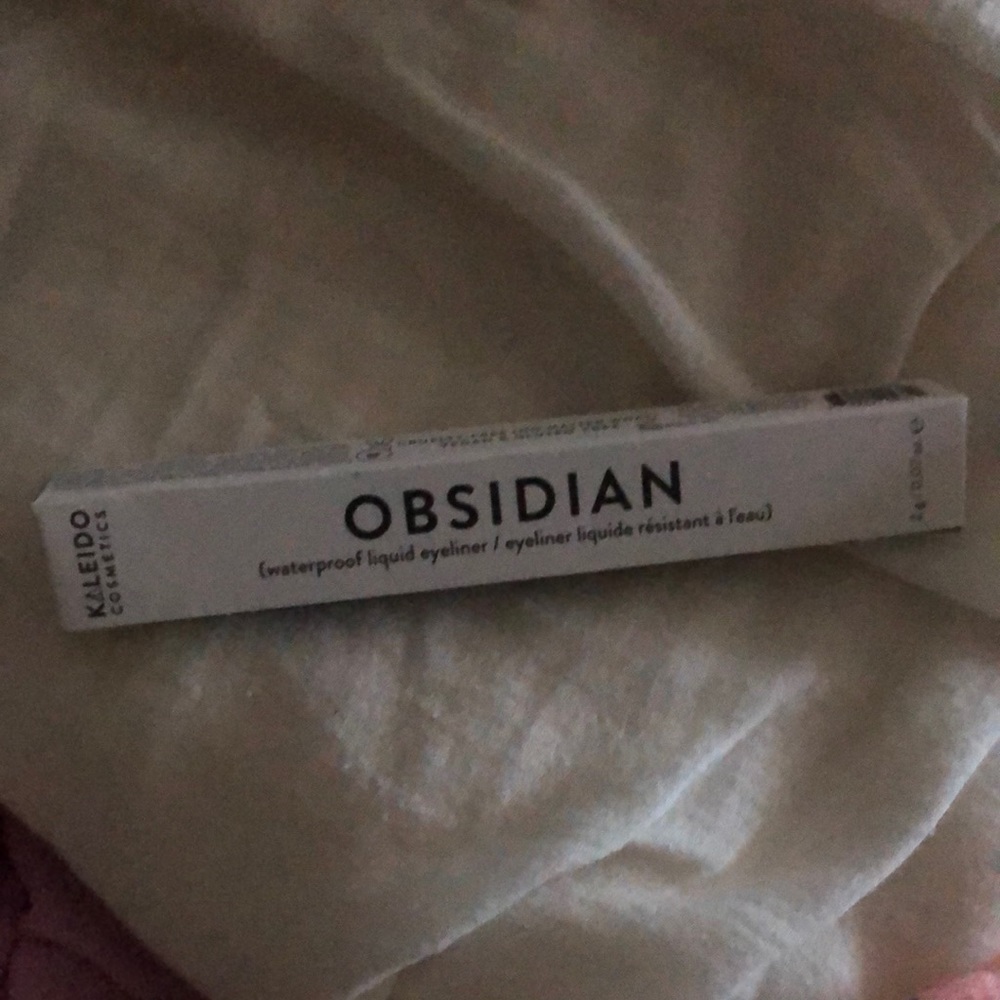 KALEIDO
COSMETICS
OBSIDIAN
(waterproof liquid eyeliner / eyeliner liquide résistant à l'eau)